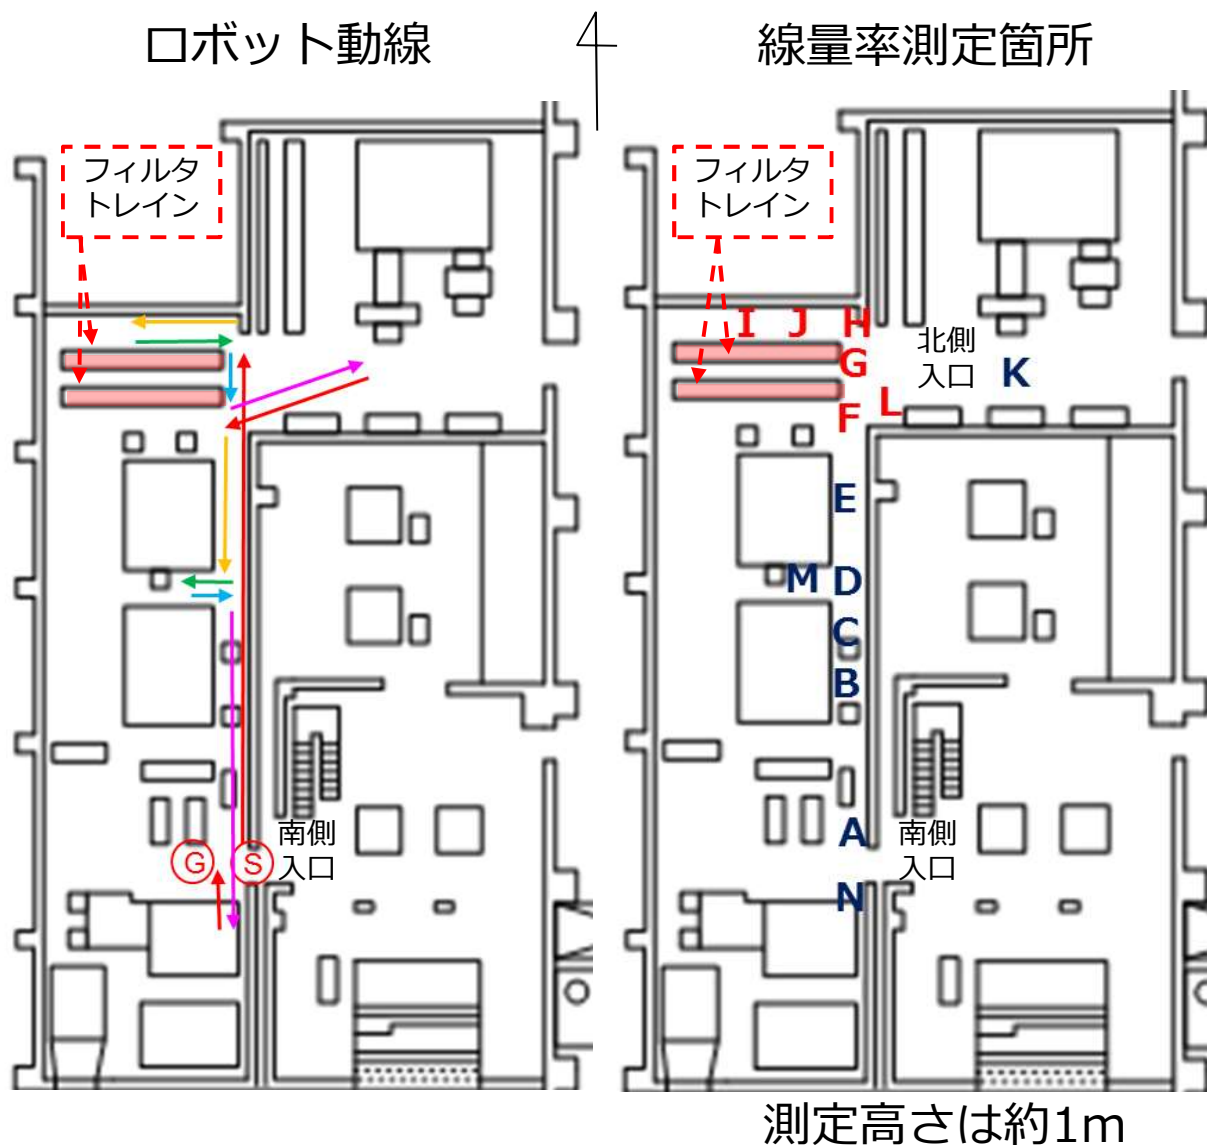 ロボット動線
線量率測定箇所
フィルタ
トレイン
南側
入口
G
S
フィルタ
トレイン
I J H
北側
入口
G
K
L
F
E
M D
C
B
A
南側
入口
N
測定高さは約1m